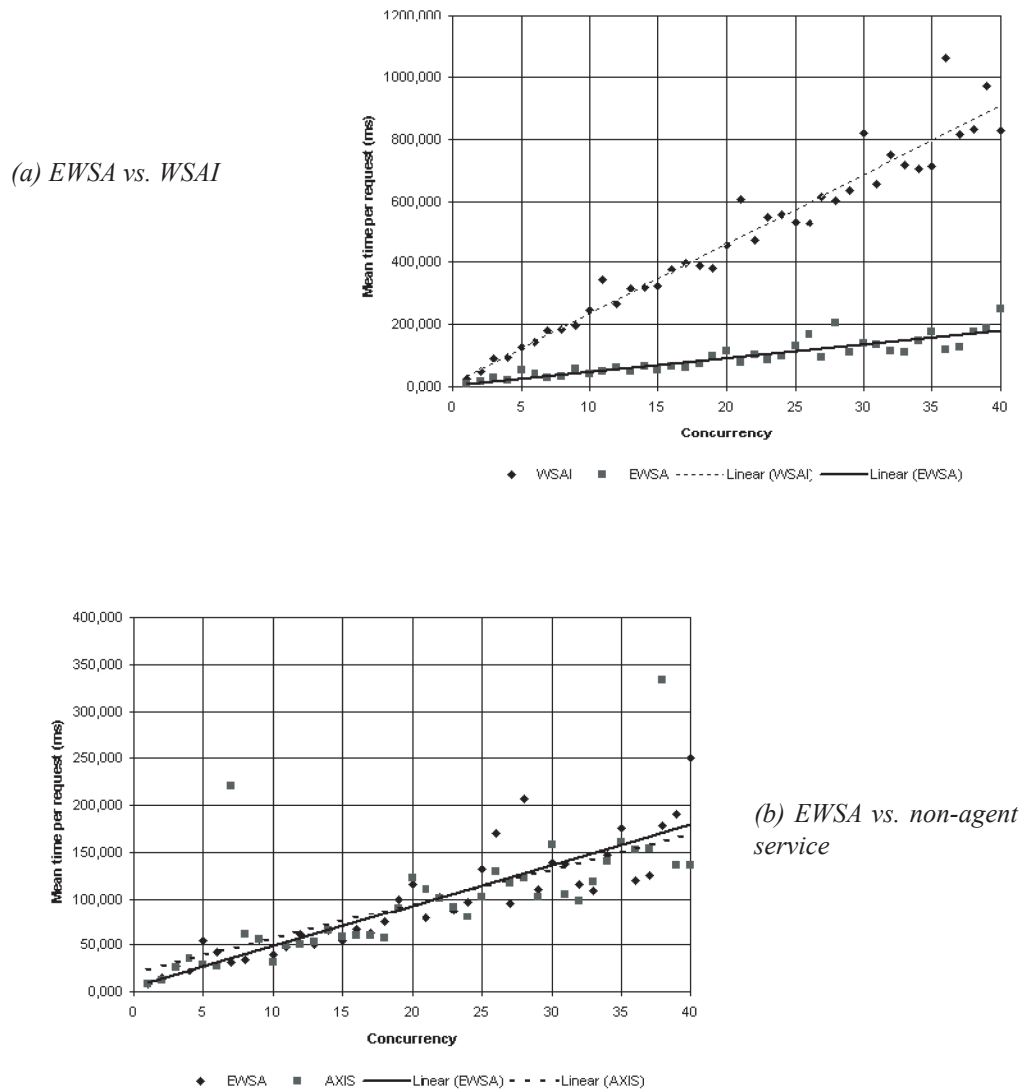 (a) EWSA vs. WSAI
Mean time per request (ms)
1200,000
1000,000
800,000
600,000
400,000
200,000
0,000
0 5 10 15 20 25 30 35 40
Concurrency
WSAI EWSA Linear (WSAI) Linear (EWSA)
Mean time per request (ms)
400,000
350,000
300,000
250,000
200,000
150,000
100,000
50,000
0,000
0 5 10 15 20 25 30 35 40
Concurrency
EWSA AXIS Linear (EWSA) Linear (AXIS)
(b) EWSA vs. non-agent
service